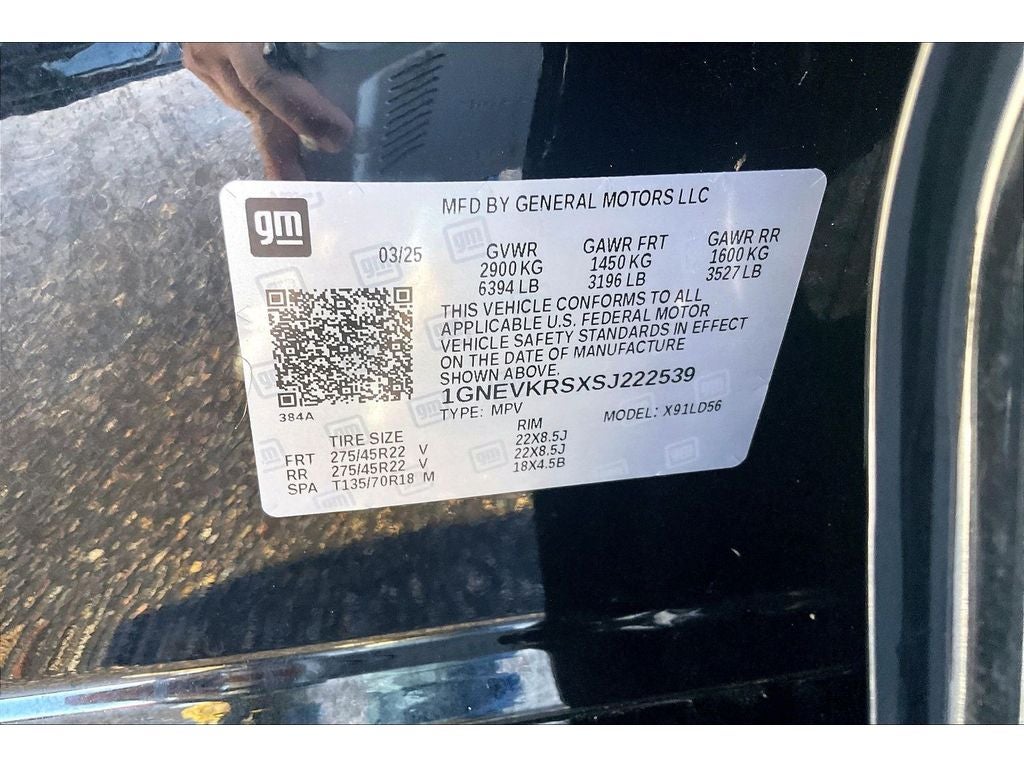 gm
MFD BY GENERAL MOTORS LLC
03/25
GVWR GAWR FRT GAWR RR
2900 KG 1450 KG 1600 KG
6394 LB 3196 LB 3527 LB
THIS VEHICLE CONFORMS TO ALL
APPLICABLE U.S. FEDERAL MOTOR
VEHICLE SAFETY STANDARDS IN EFFECT
ON THE DATE OF MANUFACTURE
SHOWN ABOVE.
1GNEVKRSXSJ222539
384A
TYPE: MPV MODEL: X91LD56
TIRE SIZE RIM
FRT 275/45R22 V 22X8.5J
RR 275/45R22 V 22X8.5J
SPA T135/70R18 M 18X4.5B